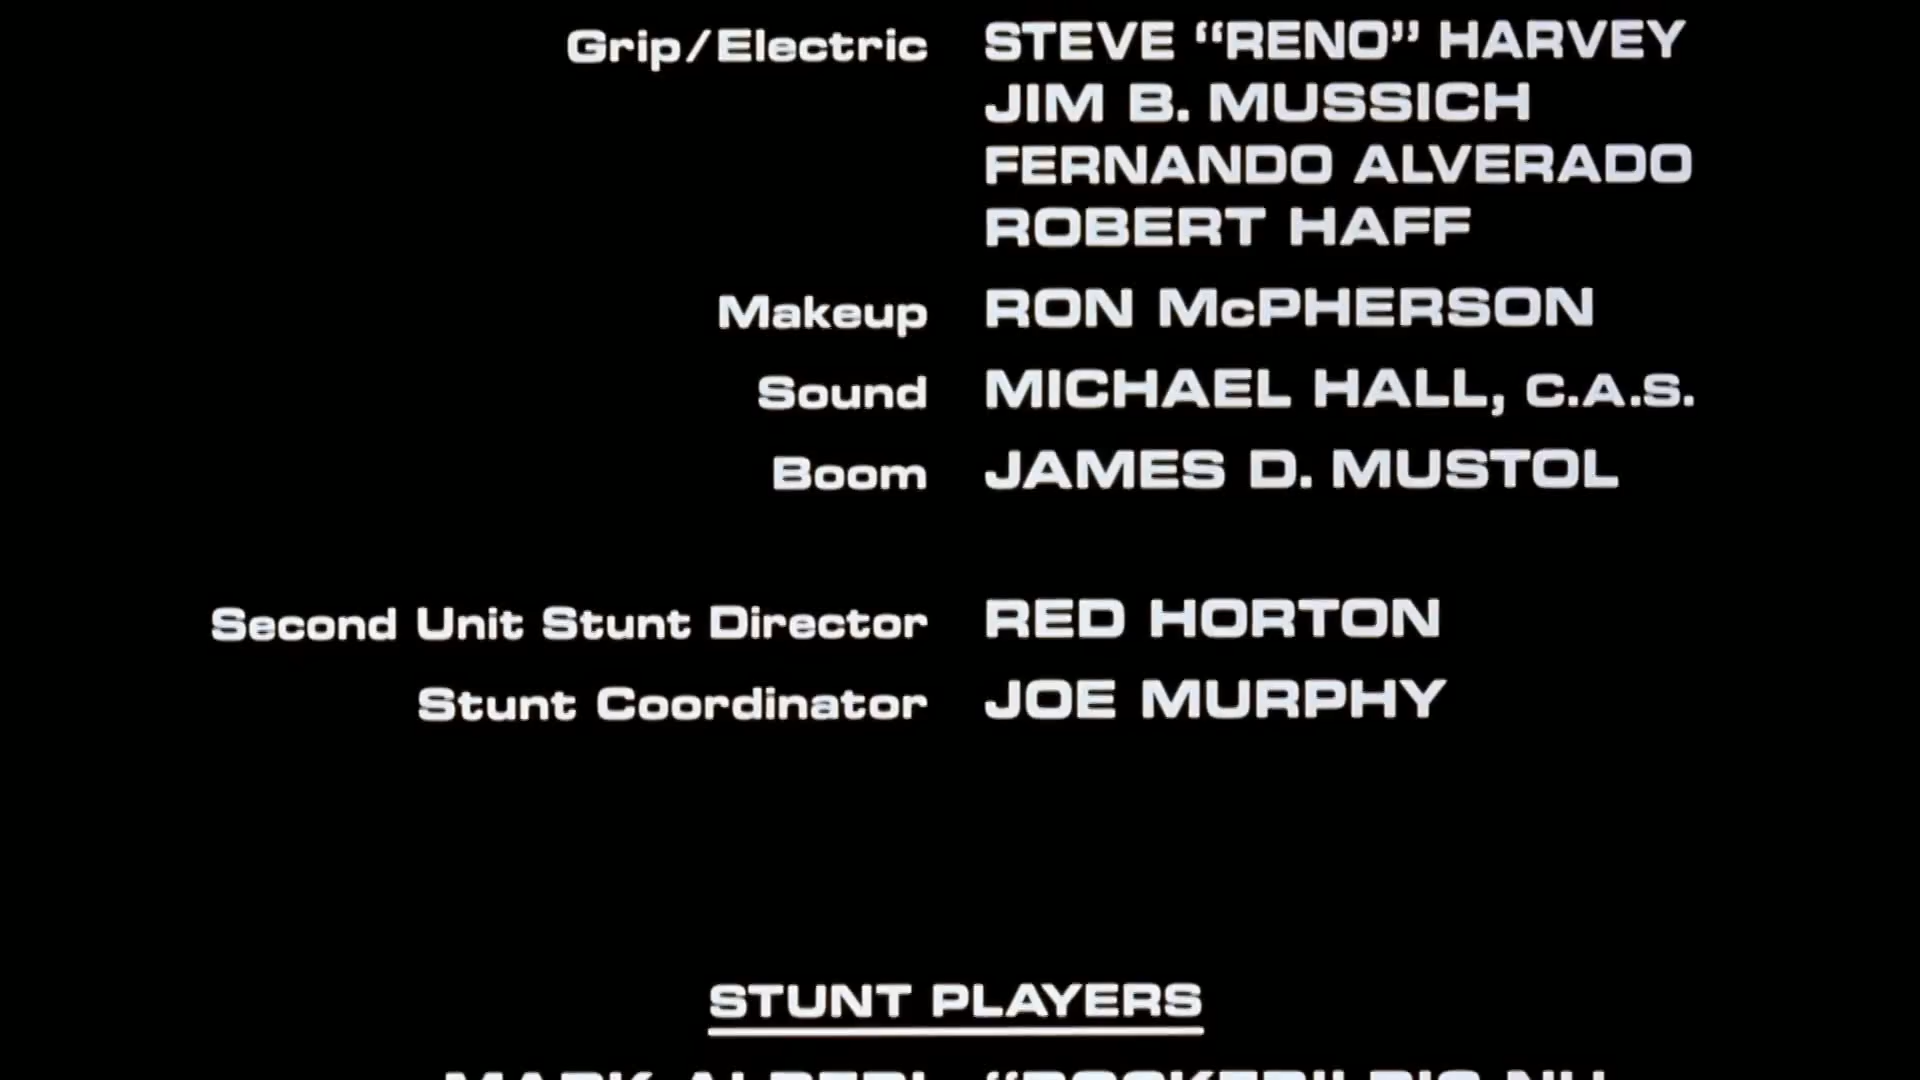 Grip/Electric STEVE “RENO” HARVEY
JIM B. MUSSICH
FERNANDO ALVERADO
ROBERT HAFF
Makeup RON McPHERSON
Sound MICHAEL HALL, C.A.S.
Boom JAMES D. MUSTOL
Second Unit Stunt Director RED HORTON
Stunt Coordinator JOE MURPHY
STUNT PLAYERS